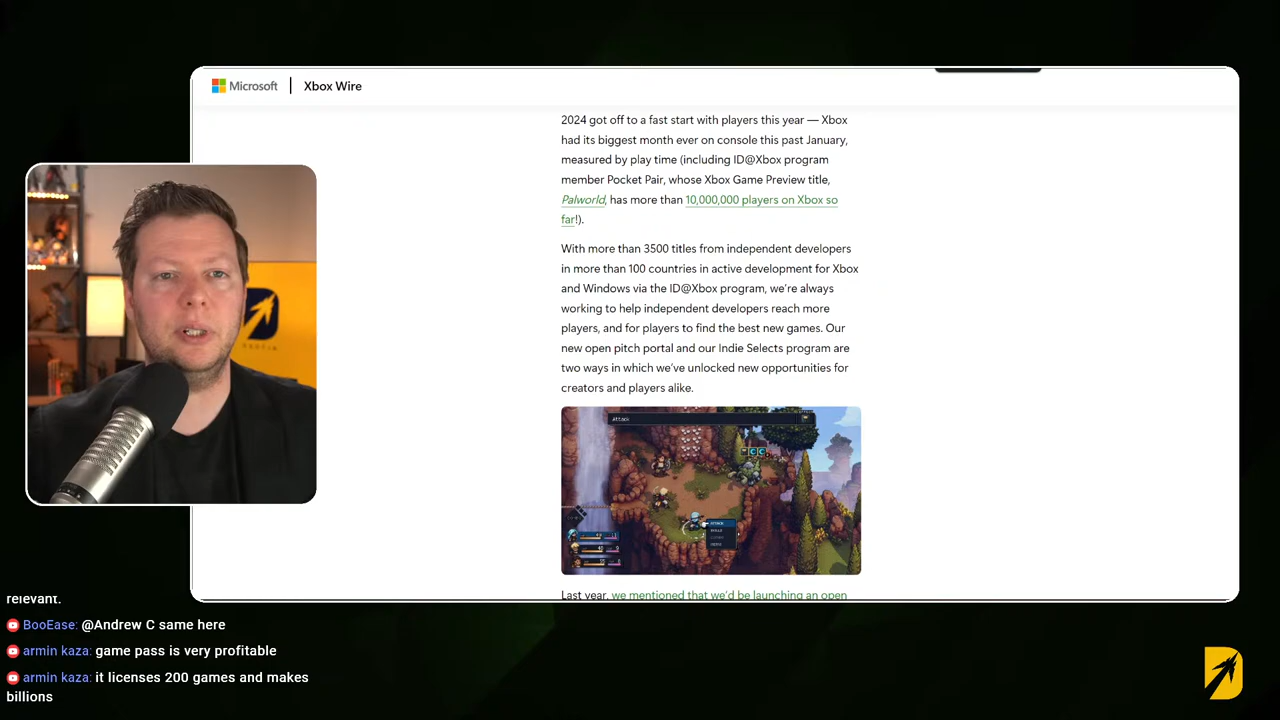 Microsoft | Xbox Wire
2024 got off to a fast start with players this year — Xbox
had its biggest month ever on console this past January,
measured by play time (including ID@Xbox program
member Pocket Pair, whose Xbox Game Preview title,
Palworld, has more than 10,000,000 players on Xbox so
far!).
With more than 3500 titles from independent developers
in more than 100 countries in active development for Xbox
and Windows via the ID@Xbox program, we're always
working to help independent developers reach more
players, and for players to find the best new games. Our
new open pitch portal and our Indie Selects program are
two ways in which we've unlocked new opportunities for
creators and players alike.
Attack
ATTACK
SKILLS
Last year, we mentioned that we'd be launching an open
relevant.
BooEase: @Andrew C same here
armin kaza: game pass is very profitable
armin kaza: it licenses 200 games and makes
billions